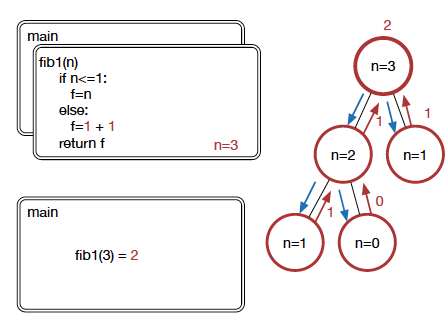 main
fib1(n)
if n<=1:
f=n
else:
f=1 + 1
return f
n=3
main
fib1(3) = 2
2
n=3
1
1
n=2
n=1
1
0
n=1
n=0